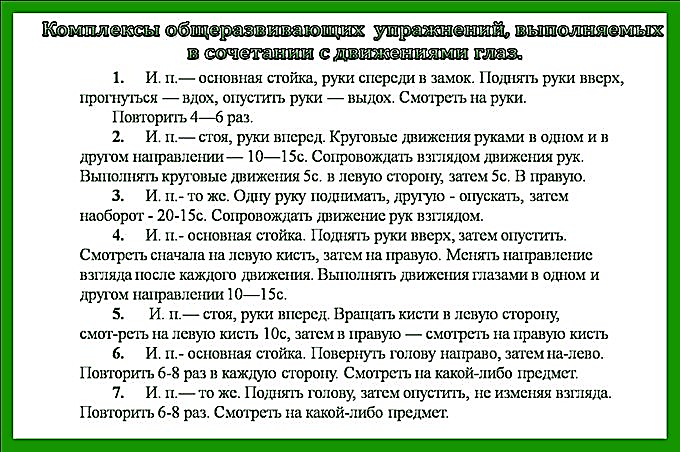 Комплексы общеразвивающих упражнений, выполняемых
в сочетании с движениями глаз.
1. И. п.— основная стойка, руки спереди в замок. Поднять руки вверх,
прогнуться — вдох, опустить руки — выдох. Смотреть на руки.
Повторить 4—6 раз.
2. И. п.— стоя, руки вперед. Круговые движения руками в одном и в
другом направлении — 10—15с. Сопровождать взглядом движения рук.
Выполнять круговые движения 5с. в левую сторону, затем 5с. В правую.
3. И. п.- то же. Одну руку поднимать, другую - опускать, затем
наоборот - 20-15с. Сопровождать движение рук взглядом.
4. И. п.- основная стойка. Поднять руки вверх, затем опустить.
Смотреть сначала на левую кисть, затем на правую. Менять направление
взгляда после каждого движения. Выполнять движения глазами в одном и
другом направлении 10—15с.
5. И. п.— стоя, руки вперед. Вращать кисти в левую сторону,
смот-реть на левую кисть 10с, затем в правую — смотреть на правую кисть
6. И. п.- основная стойка. Повернуть голову направо, затем на-лево.
Повторить 6-8 раз в каждую сторону. Смотреть на какой-либо предмет.
7. И. п.— то же. Поднять голову, затем опустить, не изменяя взгляда.
Повторить 6-8 раз. Смотреть на какой-либо предмет.